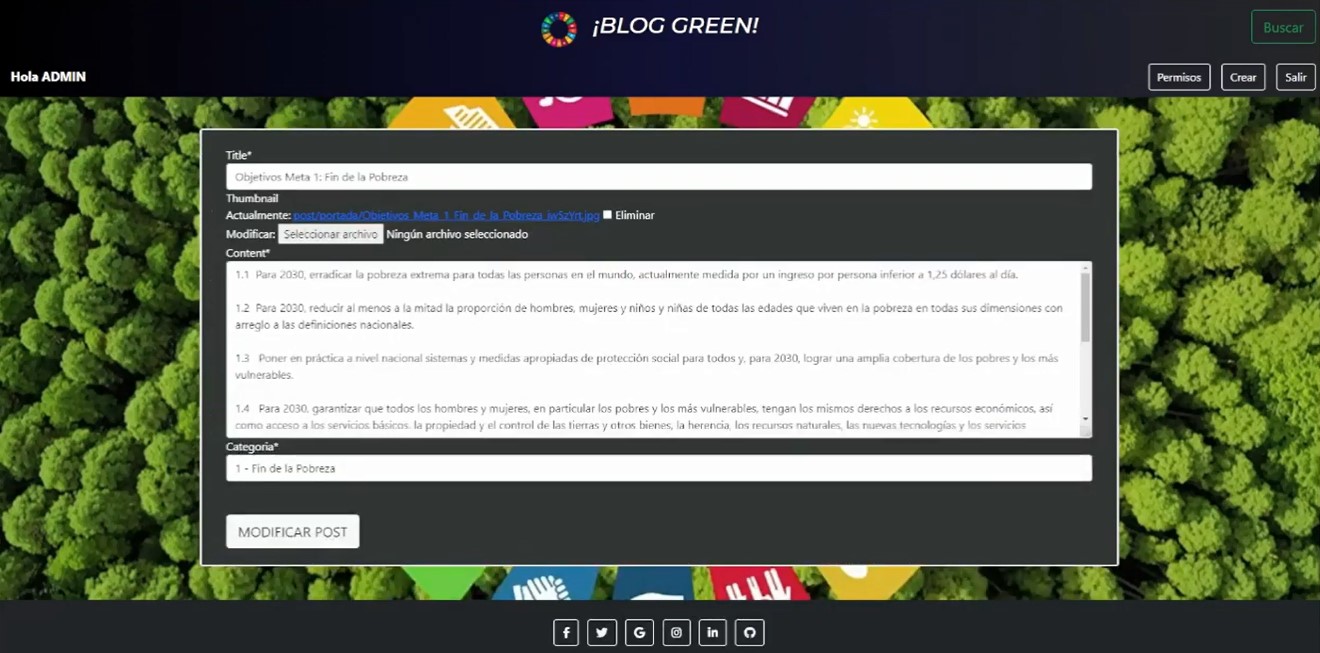 ¡BLOG GREEN!
Buscar
Hola ADMIN
Permisos
Crear
Salir
Title*
Objetivos Meta 1: Fin de la Pobreza
Thumbnail
Actualmente: post/portada/Objetivos_Meta_1_Fin_de_la_Pobreza_jwSzYrt.jpg Eliminar
Modificar: Seleccionar archivo Ningún archivo seleccionado
Content*
1.1 Para 2030, erradicar la pobreza extrema para todas las personas en el mundo, actualmente medida por un ingreso por persona inferior a 1,25 dólares al día.
1.2 Para 2030, reducir al menos a la mitad la proporción de hombres, mujeres y niños y niñas de todas las edades que viven en la pobreza en todas sus dimensiones con
arreglo a las definiciones nacionales.
1.3 Poner en práctica a nivel nacional sistemas y medidas apropiadas de protección social para todos y, para 2030, lograr una amplia cobertura de los pobres y los más
vulnerables.
1.4 Para 2030, garantizar que todos los hombres y mujeres, en particular los pobres y los más vulnerables, tengan los mismos derechos a los recursos económicos, así
como acceso a los servicios básicos, la propiedad y el control de las tierras y otros bienes, la herencia, los recursos naturales, las nuevas tecnologías y los servicios
Categoria*
1 - Fin de la Pobreza
MODIFICAR POST